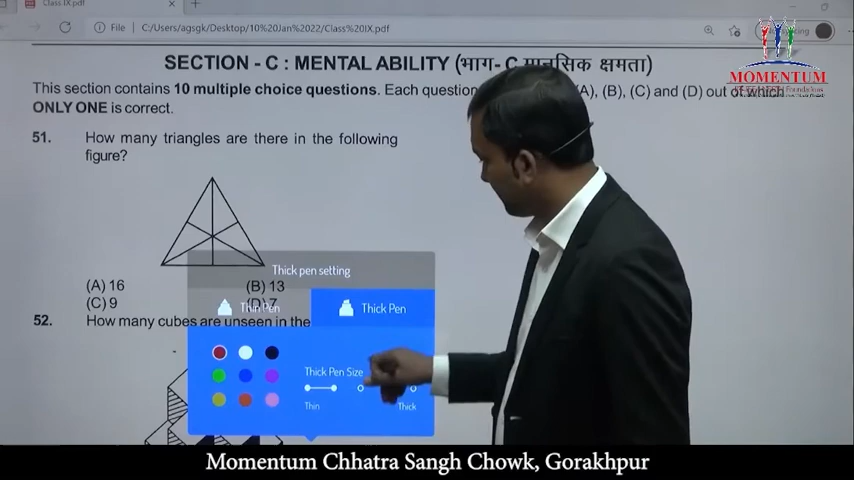 Class IX.pdf
File
C:/Users/agsgk/Desktop/10%20Jan%2022/Class%20IX.pdf
MOMENTUM
SECTION - C : MENTAL ABILITY (भाग- C मानसिक क्षमता)
This section contains 10 multiple choice questions. Each question (A), (B), (C) and (D) out of which
ONLY ONE is correct.
51. How many triangles are there in the following
figure?
(A) 16 (B) 13
(C) 9 (D) 7
52. How many cubes are unseen in the
Thick pen setting
Thin Pen Thick Pen
Thick Pen Size
Thin Thick
Momentum Chhatra Sangh Chowk, Gorakhpur